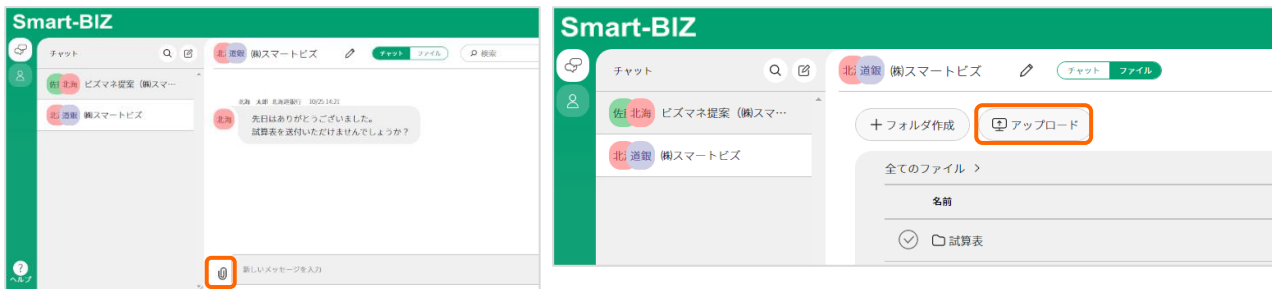 Smart-BIZ
チャット
北 道銀 ㈱スマートビズ
チャット ファイル
検索
佐 北海 ビズマネ提案（㈱スマ…
北 道銀 ㈱スマートビズ
北海 太郎 北海道銀行 10/25 14:21
北海
先日はありがとうございました。
試算表を送付いただけませんでしょうか？
新しいメッセージを入力
?
ヘルプ
Smart-BIZ
チャット
北 道銀 ㈱スマートビズ
チャット ファイル
佐 北海 ビズマネ提案（㈱スマ…
北 道銀 ㈱スマートビズ
＋フォルダ作成
アップロード
全てのファイル >
名前
試算表